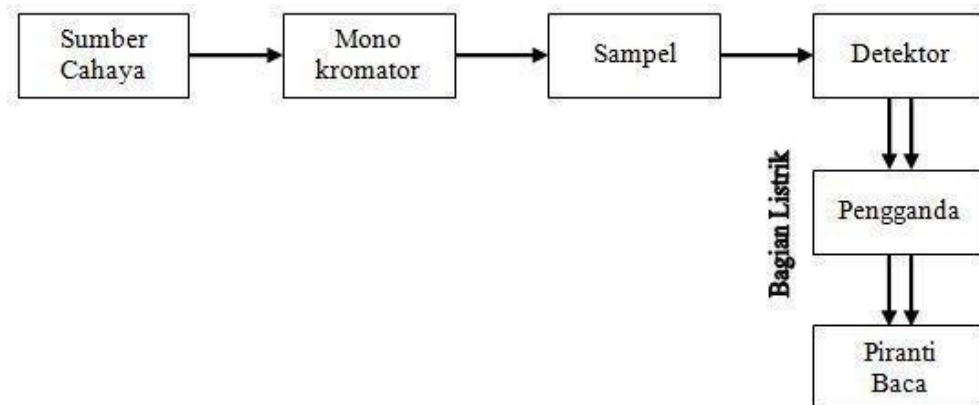 Sumber
Cahaya
Mono
kromator
Sampel
Detektor
Bagian Listrik
Pengganda
Piranti
Baca